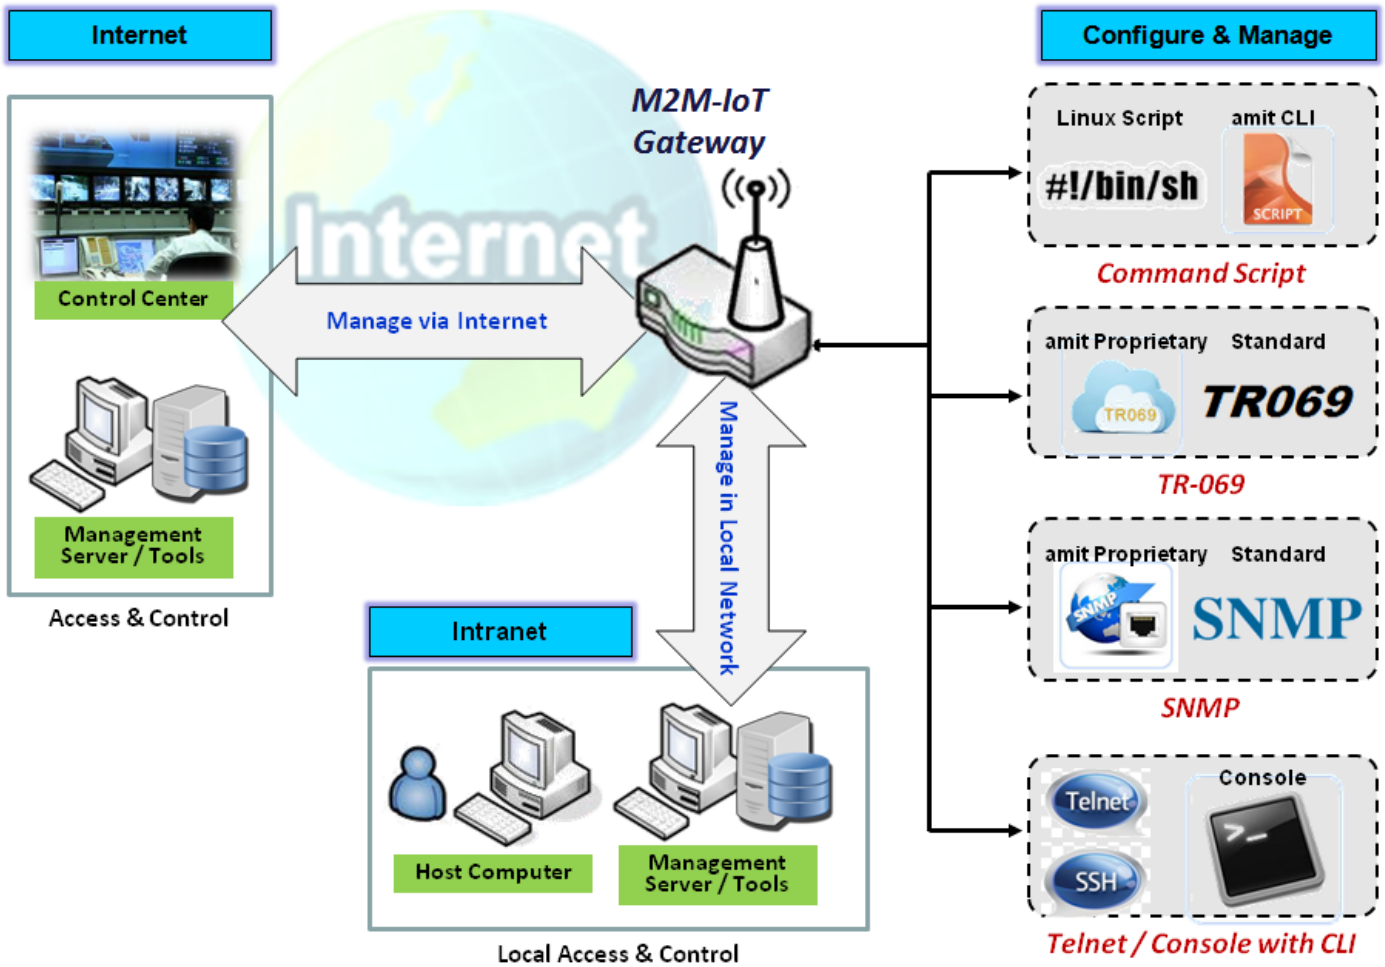 Internet
Configure & Manage
M2M-IoT
Gateway
Internet
Control Center
Manage via Internet
Management
Server / Tools
Access & Control
Manage in Local Network
Intranet
Host Computer
Management
Server / Tools
Local Access & Control
Linux Script
amit CLI
#!/bin/sh
SCRIPT
Command Script
amit Proprietary
Standard
TR069
TR069
TR-069
amit Proprietary
Standard
SNMP
SNMP
SNMP
Telnet
Console
>_
SSH
Telnet / Console with CLI